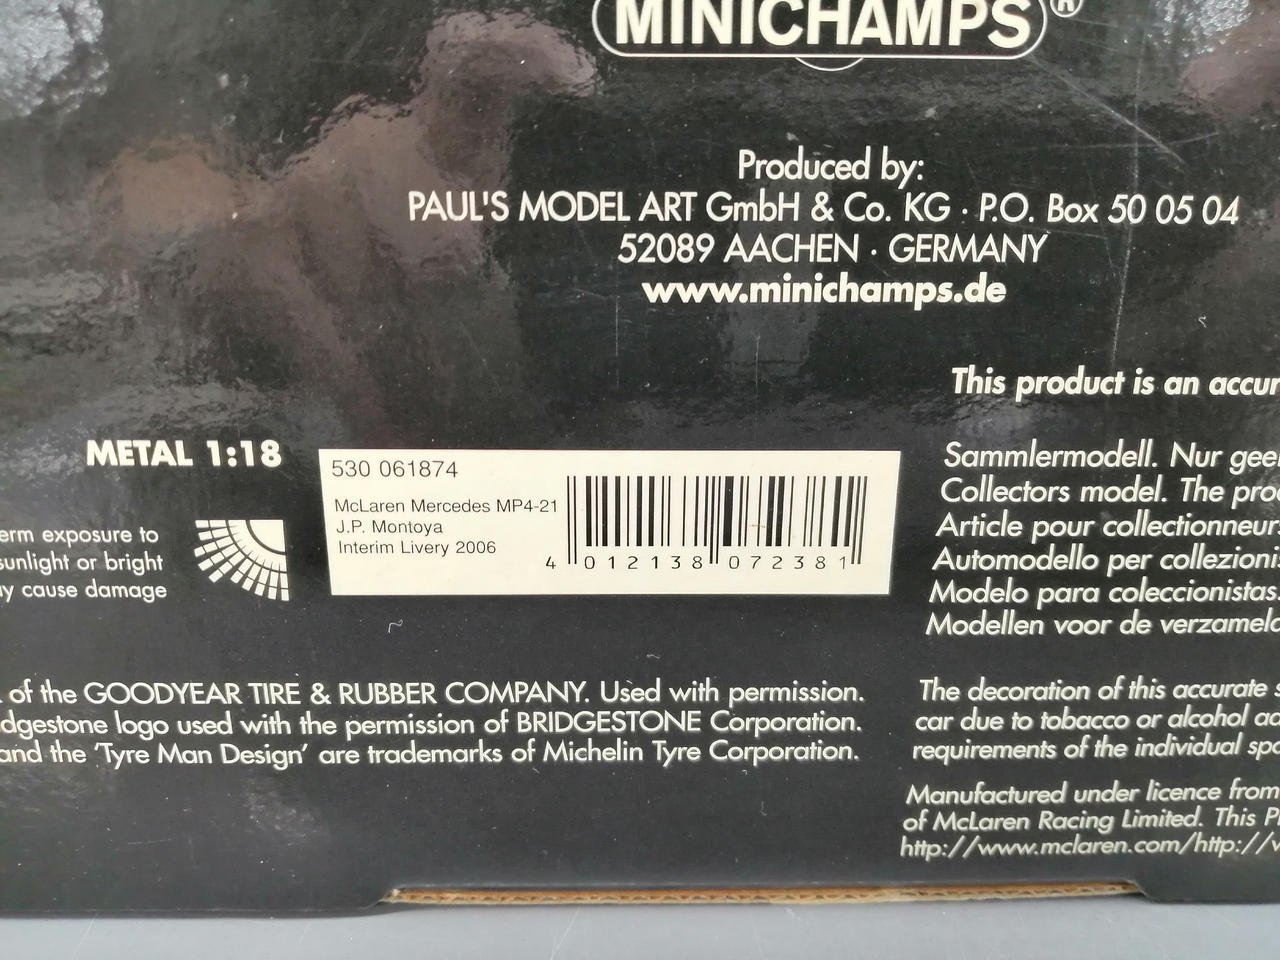 MINICHAMPS®
Produced by:
PAUL'S MODEL ART GmbH & Co. KG · P.O. Box 50 05 04
52089 AACHEN · GERMANY
www.minichamps.de
This product is an
METAL 1:18
530 061874
McLaren Mercedes MP4-21
J.P. Montoya
Interim Livery 2006
4 012138 072381
exposure to
sunlight or bright
cause damage
Sammlermodell. Nur
Collectors model. The
Article pour
Automodello per
Modelo para coleccionistas.
Modellen voor de
of the GOODYEAR TIRE & RUBBER COMPANY. Used with permission.
logo used with the permission of BRIDGESTONE Corporation.
and the 'Tyre Man Design' are trademarks of Michelin Tyre Corporation.
The decoration of this accurate
car due to tobacco or alcohol
requirements of the individual
Manufactured under licence from
of McLaren Racing Limited. This
http://www.mclaren.com/http://